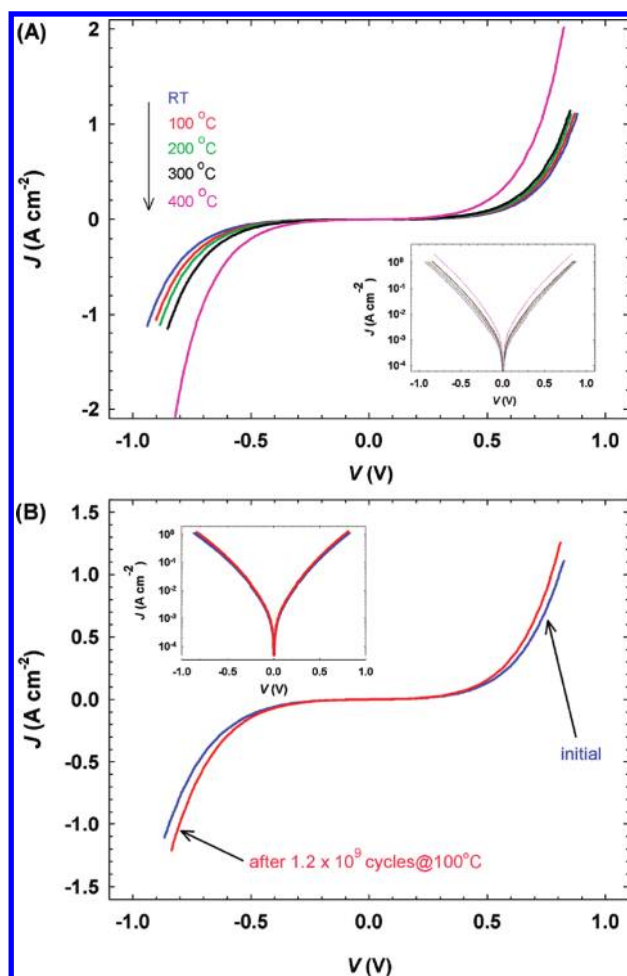 (A)
2
1
0
-1
-2
J (A cm⁻²)
RT
100 °C
200 °C
300 °C
400 °C
10⁰
10⁻¹
10⁻²
10⁻³
10⁻⁴
J (A cm⁻²)
-1.0 -0.5 0.0 0.5 1.0
V (V)
-1.0 -0.5 0.0 0.5 1.0
V (V)
(B)
1.5
1.0
0.5
0.0
-0.5
-1.0
-1.5
J (A cm⁻²)
10⁰
10⁻¹
10⁻²
10⁻³
10⁻⁴
J (A cm⁻²)
-1.0 -0.5 0.0 0.5 1.0
V (V)
initial
after 1.2 x 10⁹ cycles@100°C
-1.0 -0.5 0.0 0.5 1.0
V (V)